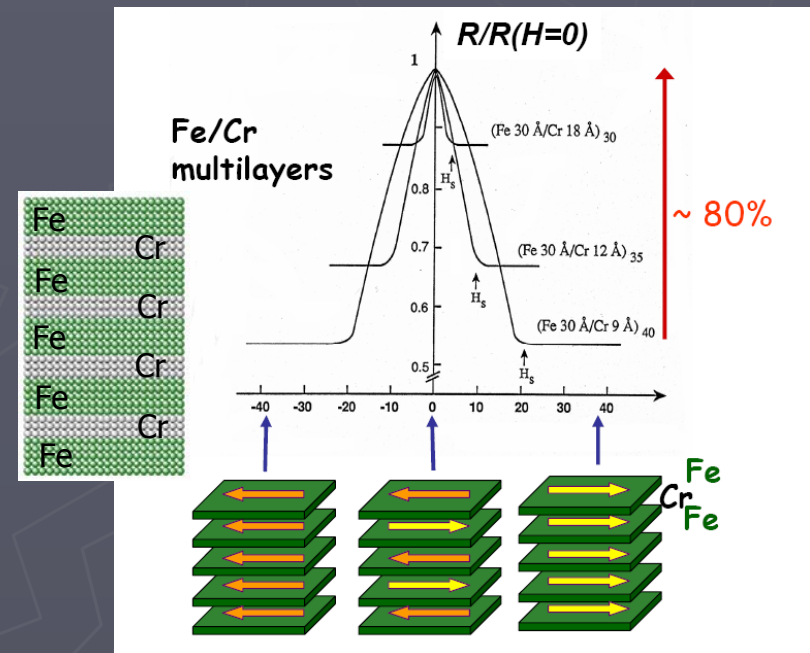 R/R(H=0)
1
Fe/Cr
multilayers
(Fe 30 Å/Cr 18 Å) 30
Hs
0.8
~ 80%
0.7
(Fe 30 Å/Cr 12 Å) 35
Hs
0.6
(Fe 30 Å/Cr 9 Å) 40
0.5
Hs
-40 -30 -20 -10 0 10 20 30 40
Fe
Cr
Fe
Cr
Fe
Cr
Fe
Cr
Fe
Fe
Cr
Fe